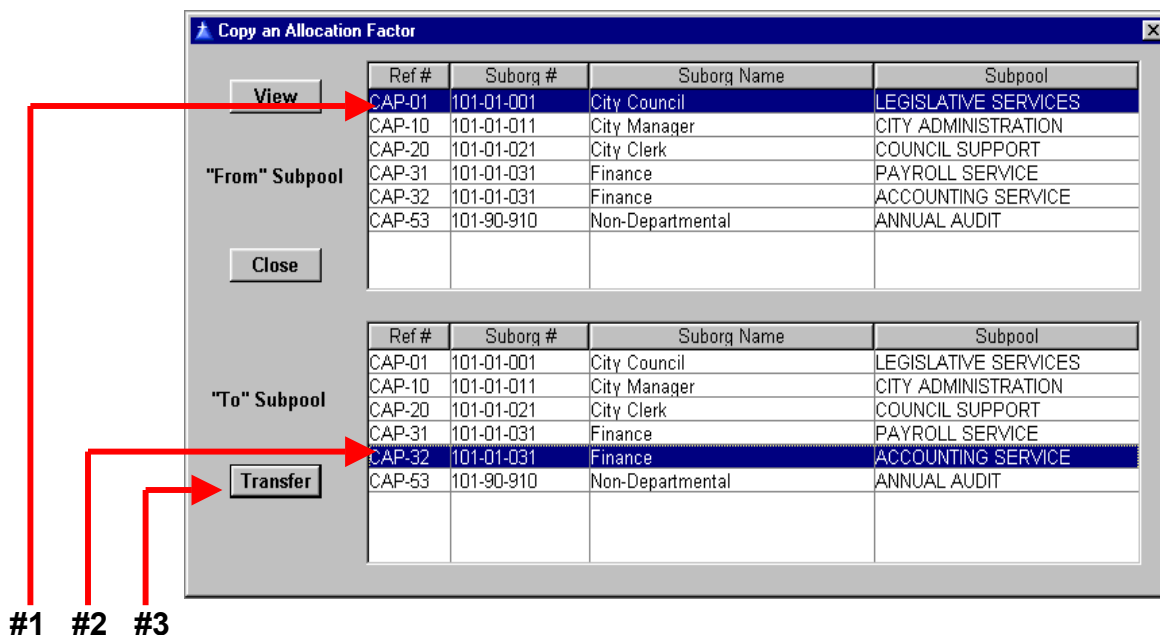 Copy an Allocation Factor
View
"From" Subpool
Close
Ref # Suborg # Suborg Name Subpool
CAP-01 101-01-001 City Council LEGISLATIVE SERVICES
CAP-10 101-01-011 City Manager CITY ADMINISTRATION
CAP-20 101-01-021 City Clerk COUNCIL SUPPORT
CAP-31 101-01-031 Finance PAYROLL SERVICE
CAP-32 101-01-031 Finance ACCOUNTING SERVICE
CAP-53 101-90-910 Non-Departmental ANNUAL AUDIT
"To" Subpool
Transfer
Ref # Suborg # Suborg Name Subpool
CAP-01 101-01-001 City Council LEGISLATIVE SERVICES
CAP-10 101-01-011 City Manager CITY ADMINISTRATION
CAP-20 101-01-021 City Clerk COUNCIL SUPPORT
CAP-31 101-01-031 Finance PAYROLL SERVICE
CAP-32 101-01-031 Finance ACCOUNTING SERVICE
CAP-53 101-90-910 Non-Departmental ANNUAL AUDIT
#1 #2 #3